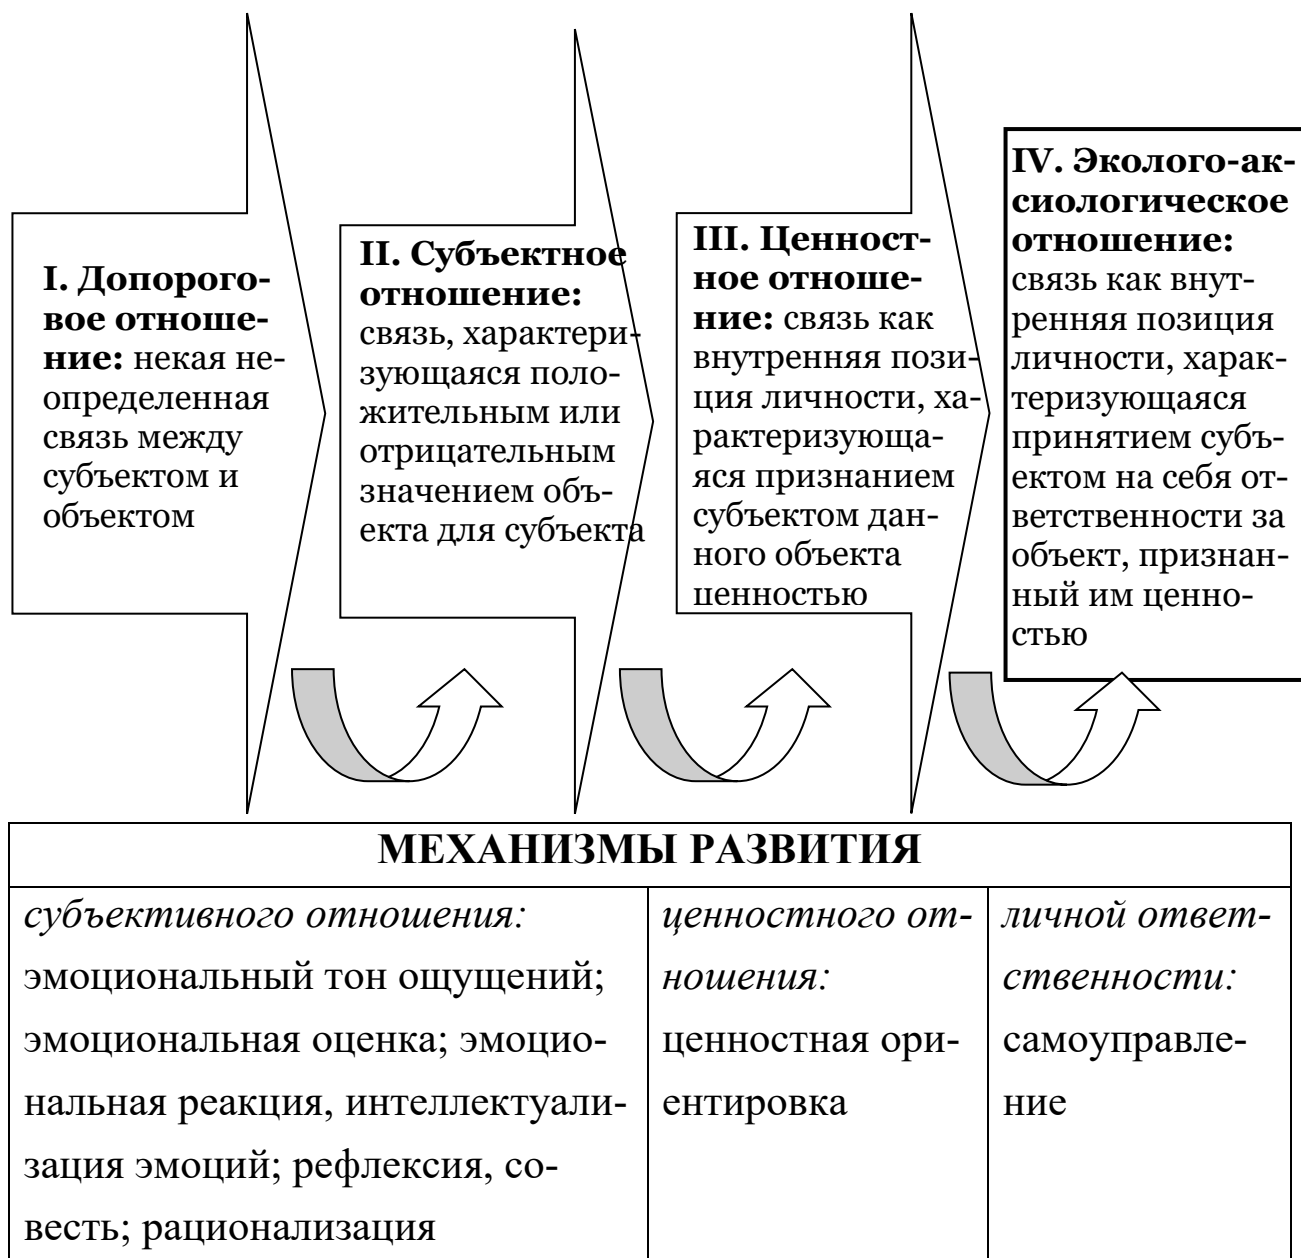 I. Допорого-
вое отноше-
ние: некая не-
определенная
связь между
субъектом и
объектом
II. Субъектное
отношение:
связь, характери-
зующаяся поло-
жительным или
отрицательным
значением объ-
екта для субъекта
III. Ценност-
ное отноше-
ние: связь как
внутренняя пози-
ция личности, ха-
рактеризующа-
яся признанием
субъектом дан-
ного объекта
ценностью
IV. Эколого-ак-
сиологическое
отношение:
связь как внут-
ренняя позиция
личности, харак-
теризующаяся
принятием субъ-
ектом на себя от-
ветственности за
объект, признан-
ный им ценно-
стью
МЕХАНИЗМЫ РАЗВИТИЯ
субъективного отношения:
эмоциональный тон ощущений;
эмоциональная оценка; эмоцио-
нальная реакция, интеллектуали-
зация эмоций; рефлексия, со-
весть; рационализация
ценностного от-
ношения:
ценностная ори-
ентировка
личной ответ-
ственности:
самоуправле-
ние